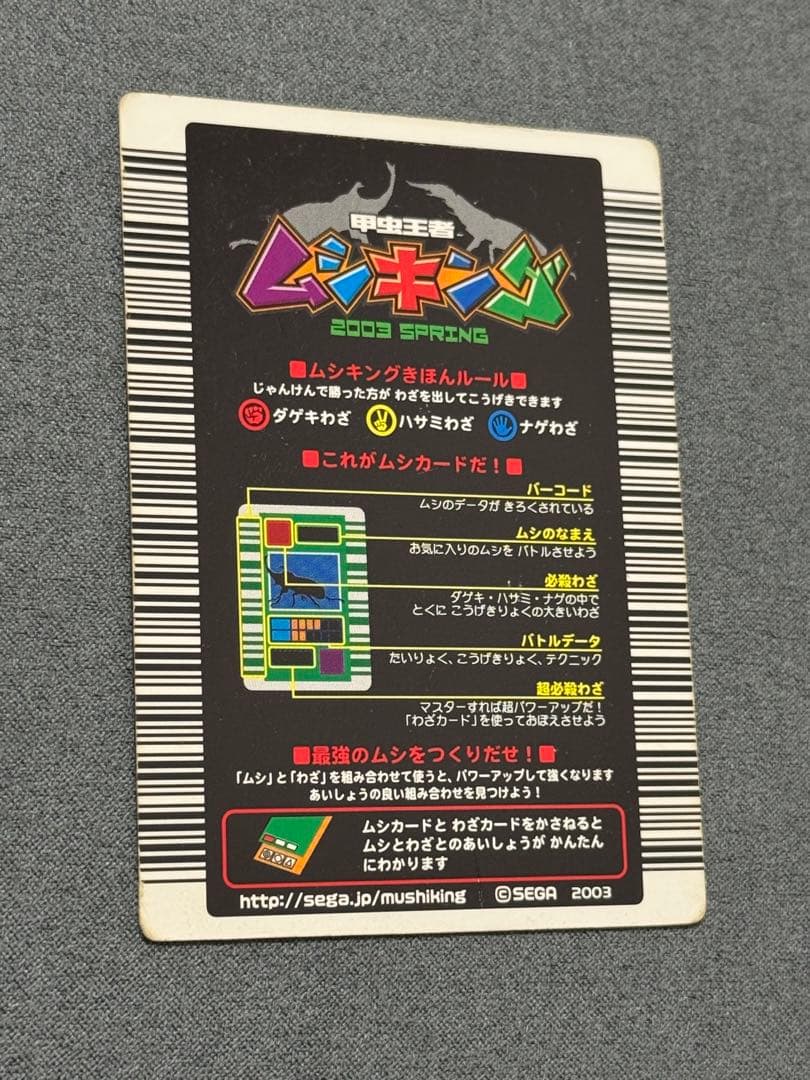 甲虫王者
ムシキング
2003 SPRING
■ムシキングきほんルール■
じゃんけんで勝った方が わざを出してこうげきできます
ダゲキわざ ハサミわざ ナゲわざ
■これがムシカードだ！■
バーコード
ムシのデータが きろくされている
ムシのなまえ
お気に入りのムシを バトルさせよう
必殺わざ
ダゲキ・ハサミ・ナゲの中で
とくに こうげきりょくの大きいわざ
バトルデータ
たいりょく、こうげきりょく、テクニック
超必殺わざ
マスターすれば超パワーアップだ！
「わざカード」を使っておぼえさせよう
■最強のムシをつくりだせ！■
「ムシ」と「わざ」を組み合わせて使うと、パワーアップして強くなります
あいしょうの良い組み合わせを見つけよう！
ムシカードと わざカードをかさねると
ムシとわざとのあいしょうが かんたん
にわかります
http://sega.jp/mushiking ©SEGA 2003